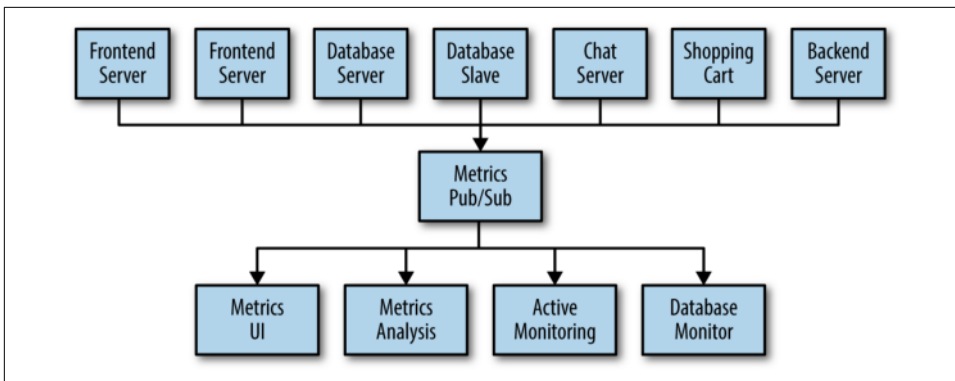 Frontend
Server
Frontend
Server
Database
Server
Database
Slave
Chat
Server
Shopping
Cart
Backend
Server
Metrics
Pub/Sub
Metrics
UI
Metrics
Analysis
Active
Monitoring
Database
Monitor